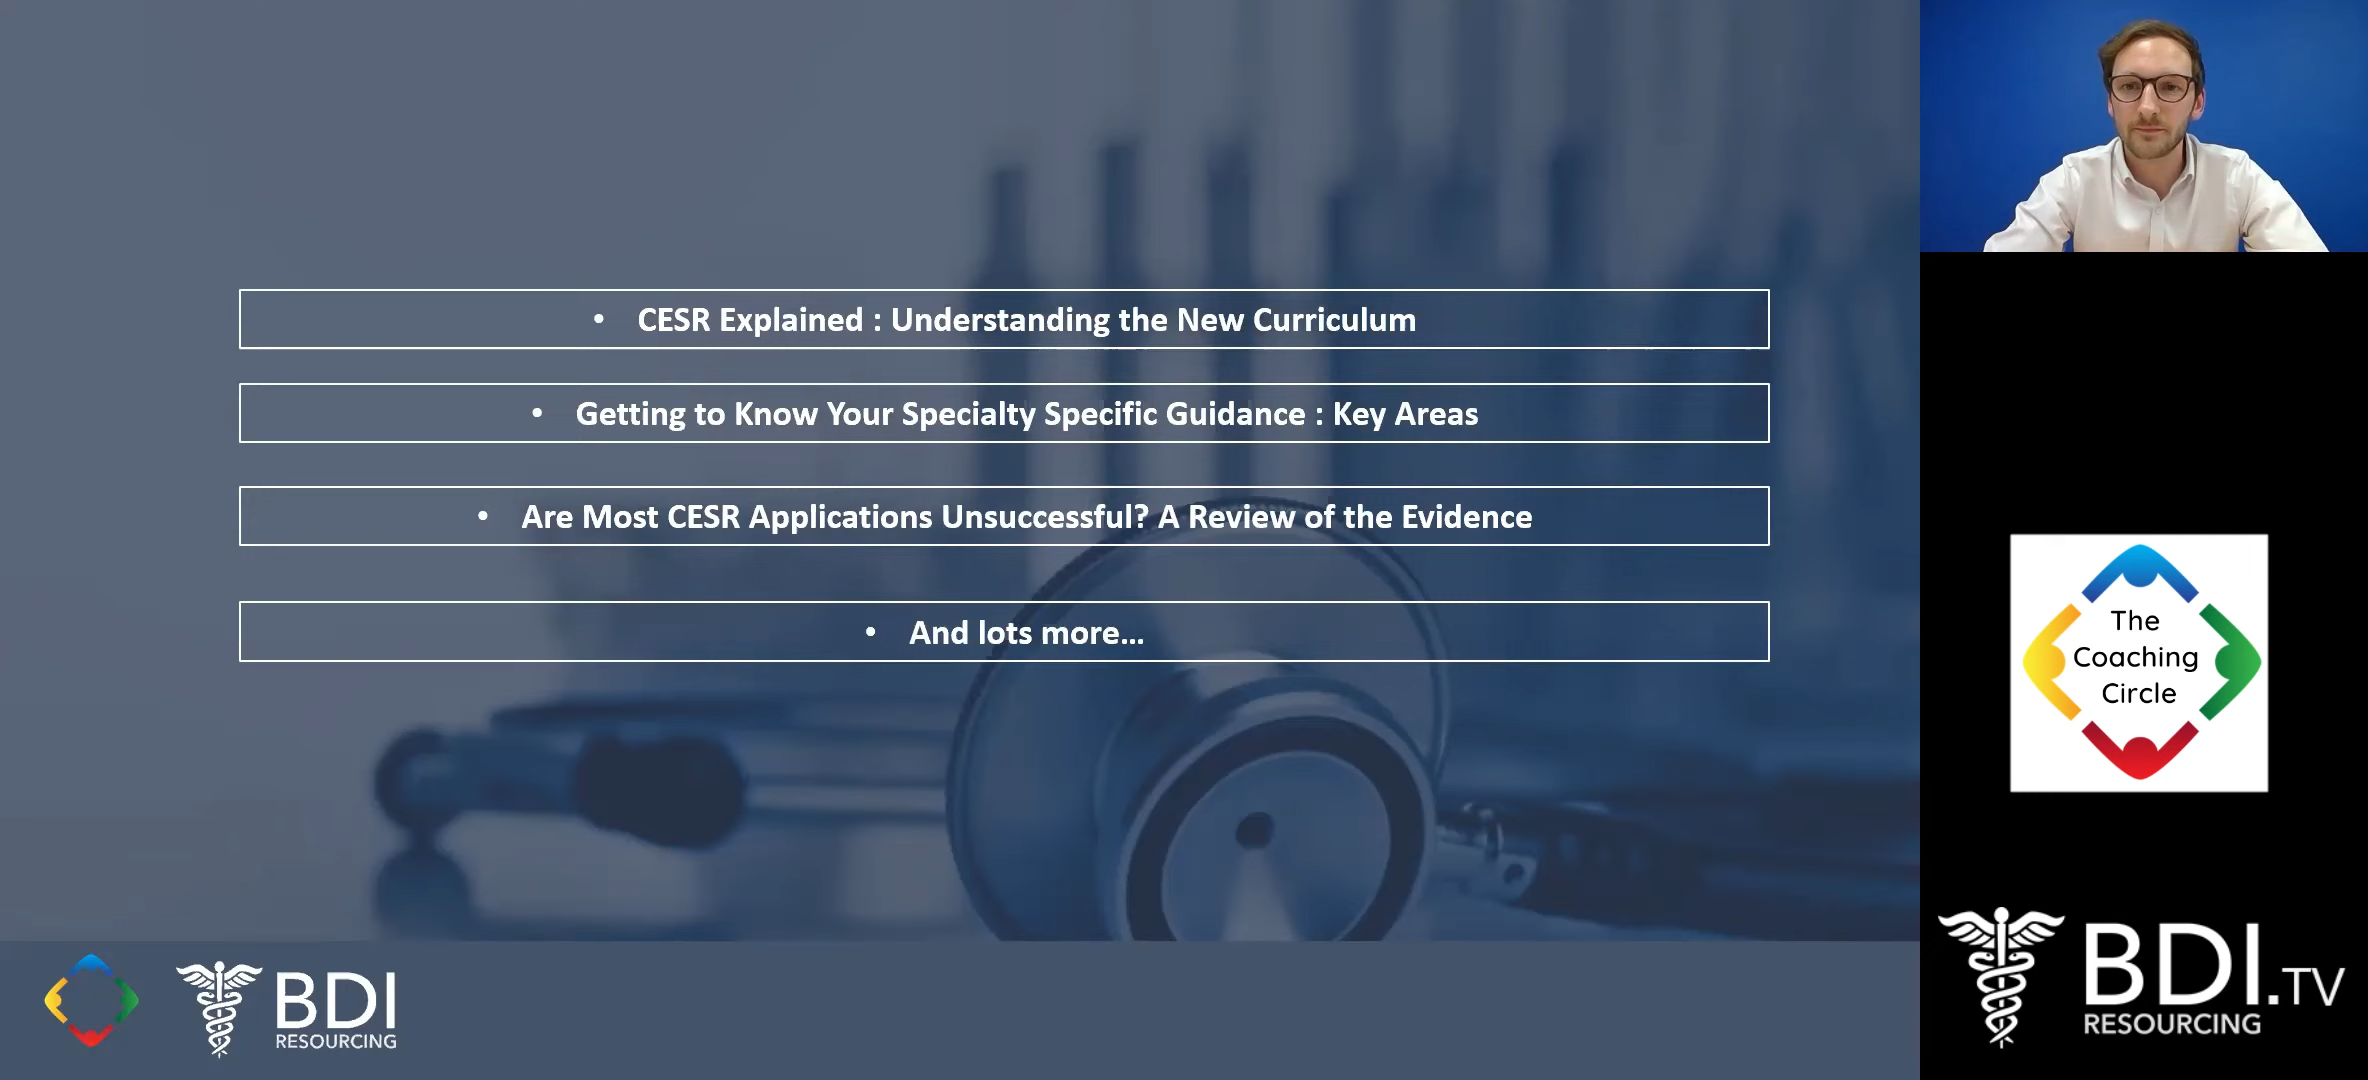 • CESR Explained : Understanding the New Curriculum
• Getting to Know Your Specialty Specific Guidance : Key Areas
• Are Most CESR Applications Unsuccessful? A Review of the Evidence
• And lots more...
The
Coaching
Circle
BDI
RESOURCING
BDI.TV
RESOURCING